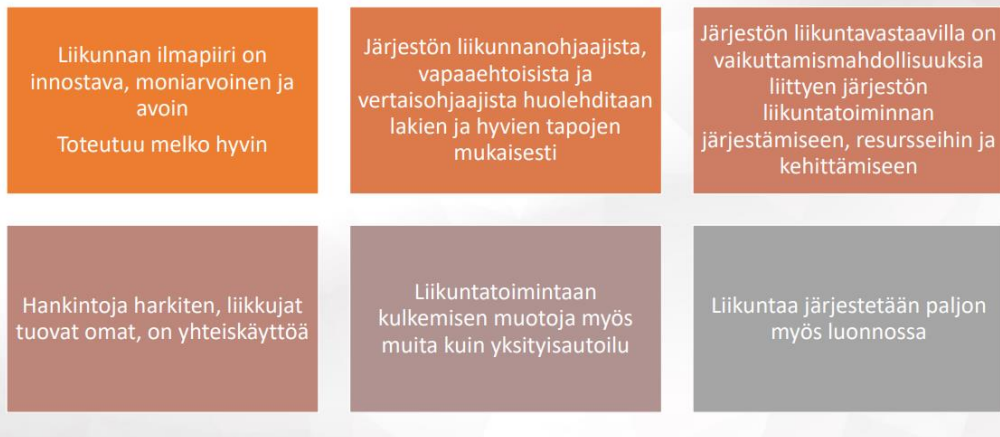 Liikunnan ilmapiiri on
innostava, moniarvoinen ja
avoin
Toteutuu melko hyvin
Järjestön liikunnanohjaajista,
vapaaehtoisista ja
vertaisohjaajista huolehditaan
lakien ja hyvien tapojen
mukaisesti
Järjestön liikuntavastaavilla on
vaikuttamismahdollisuuksia
liittyen järjestön
liikuntatoiminnan
järjestämiseen, resursseihin ja
kehittämiseen
Hankintoja harkiten, liikkujat
tuovat omat, on yhteiskäyttöä
Liikuntatoimintaan
kulkemisen muotoja myös
muita kuin yksityisautoilu
Liikuntaa järjestetään paljon
myös luonnossa